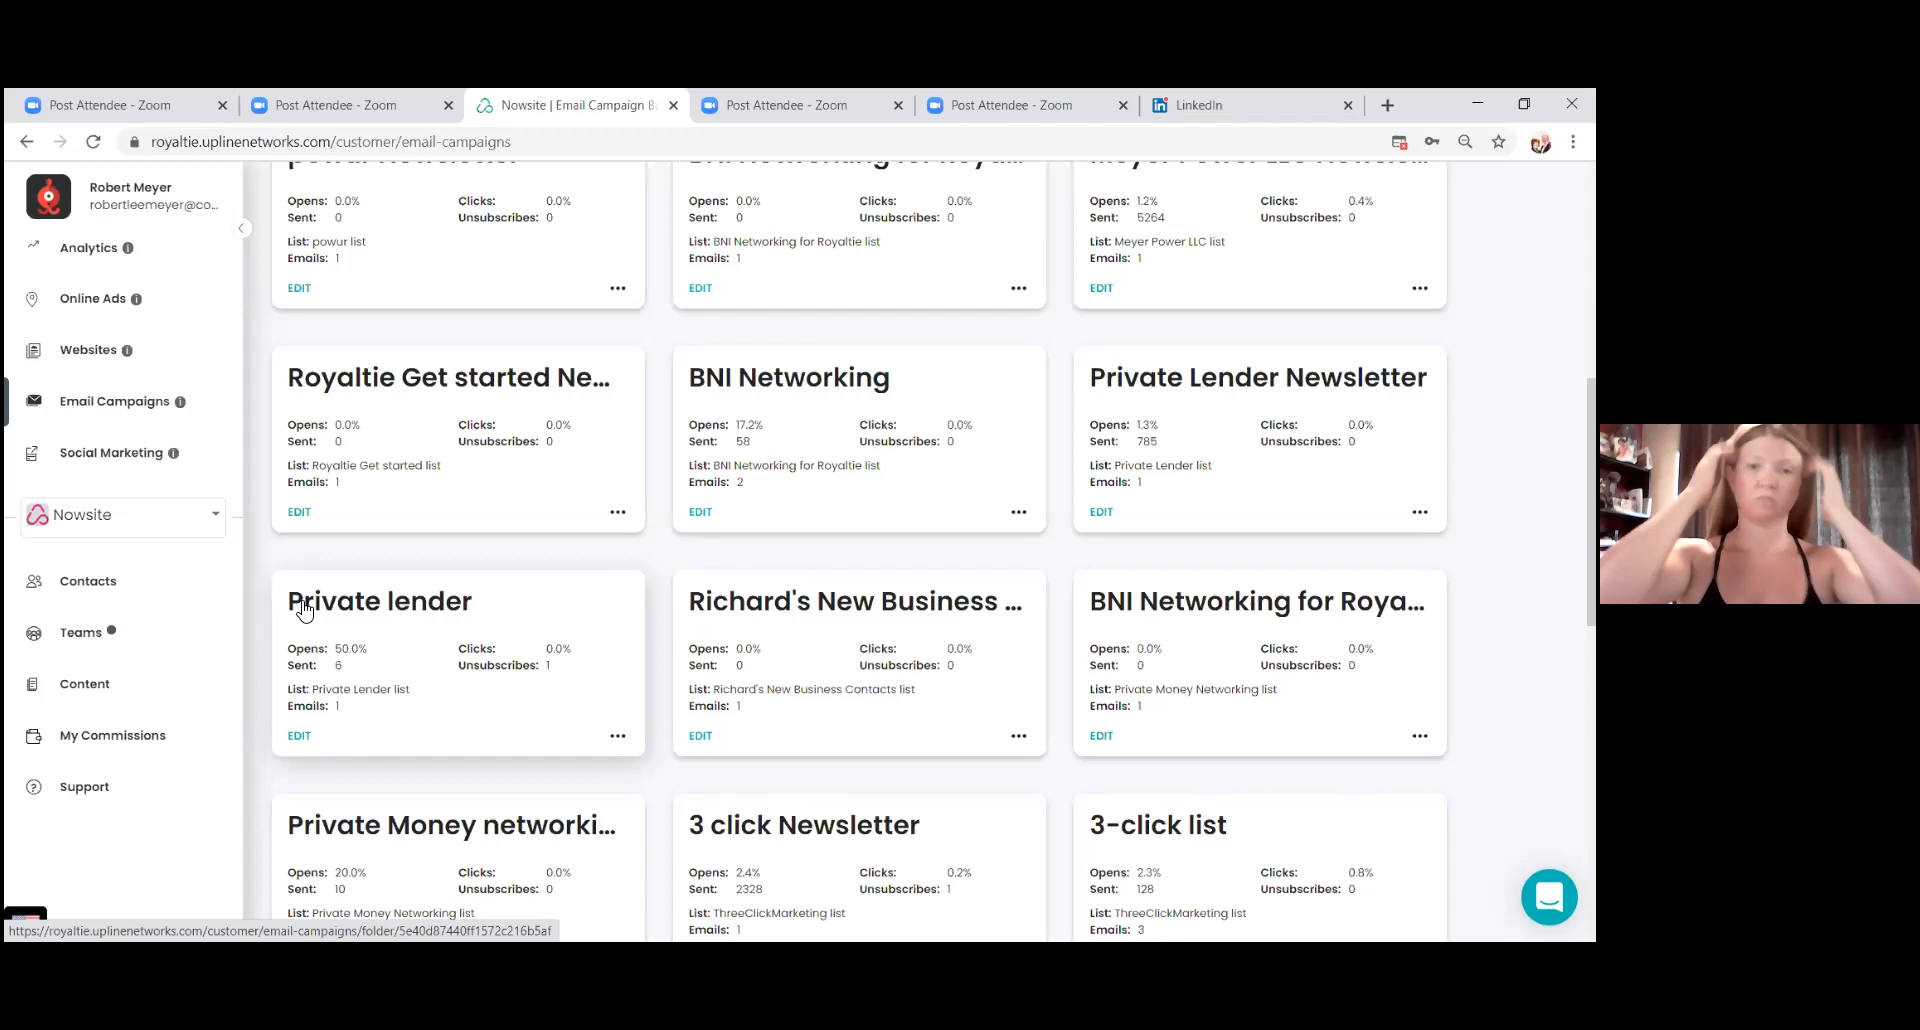 Post Attendee - Zoom
Post Attendee - Zoom
Nowsite | Email Campaign B
Post Attendee - Zoom
Post Attendee - Zoom
LinkedIn
royaltie.uplinenetworks.com/customer/email-campaigns
Robert Meyer
robertleemeyer@co...
Analytics
Online Ads
Websites
Email Campaigns
Social Marketing
Nowsite
Contacts
Teams
Content
My Commissions
Support
Opens: 0.0% Clicks: 0.0%
Sent: 0 Unsubscribes: 0
List: powur list
Emails: 1
EDIT
Opens: 0.0% Clicks: 0.0%
Sent: 0 Unsubscribes: 0
List: BNI Networking for Royaltie list
Emails: 1
EDIT
Opens: 1.2% Clicks: 0.4%
Sent: 5264 Unsubscribes: 0
List: Meyer Power LLC list
Emails: 1
EDIT
Royaltie Get started Ne...
Opens: 0.0% Clicks: 0.0%
Sent: 0 Unsubscribes: 0
List: Royaltie Get started list
Emails: 1
EDIT
BNI Networking
Opens: 17.2% Clicks: 0.0%
Sent: 58 Unsubscribes: 0
List: BNI Networking for Royaltie list
Emails: 2
EDIT
Private Lender Newsletter
Opens: 1.3% Clicks: 0.0%
Sent: 785 Unsubscribes: 0
List: Private Lender list
Emails: 1
EDIT
Private lender
Opens: 50.0% Clicks: 0.0%
Sent: 6 Unsubscribes: 1
List: Private Lender list
Emails: 1
EDIT
Richard's New Business ...
Opens: 0.0% Clicks: 0.0%
Sent: 0 Unsubscribes: 0
List: Richard's New Business Contacts list
Emails: 1
EDIT
BNI Networking for Roya...
Opens: 0.0% Clicks: 0.0%
Sent: 0 Unsubscribes: 0
List: Private Money Networking list
Emails: 1
EDIT
Private Money networki...
Opens: 20.0% Clicks: 0.0%
Sent: 10 Unsubscribes: 0
List: Private Money Networking list
3 click Newsletter
Opens: 2.4% Clicks: 0.2%
Sent: 2328 Unsubscribes: 1
List: ThreeClickMarketing list
Emails: 1
3-click list
Opens: 2.3% Clicks: 0.8%
Sent: 128 Unsubscribes: 0
List: ThreeClickMarketing list
Emails: 3
https://royaltie.uplinenetworks.com/customer/email-campaigns/folder/5e40d87440ff1572c216b5af